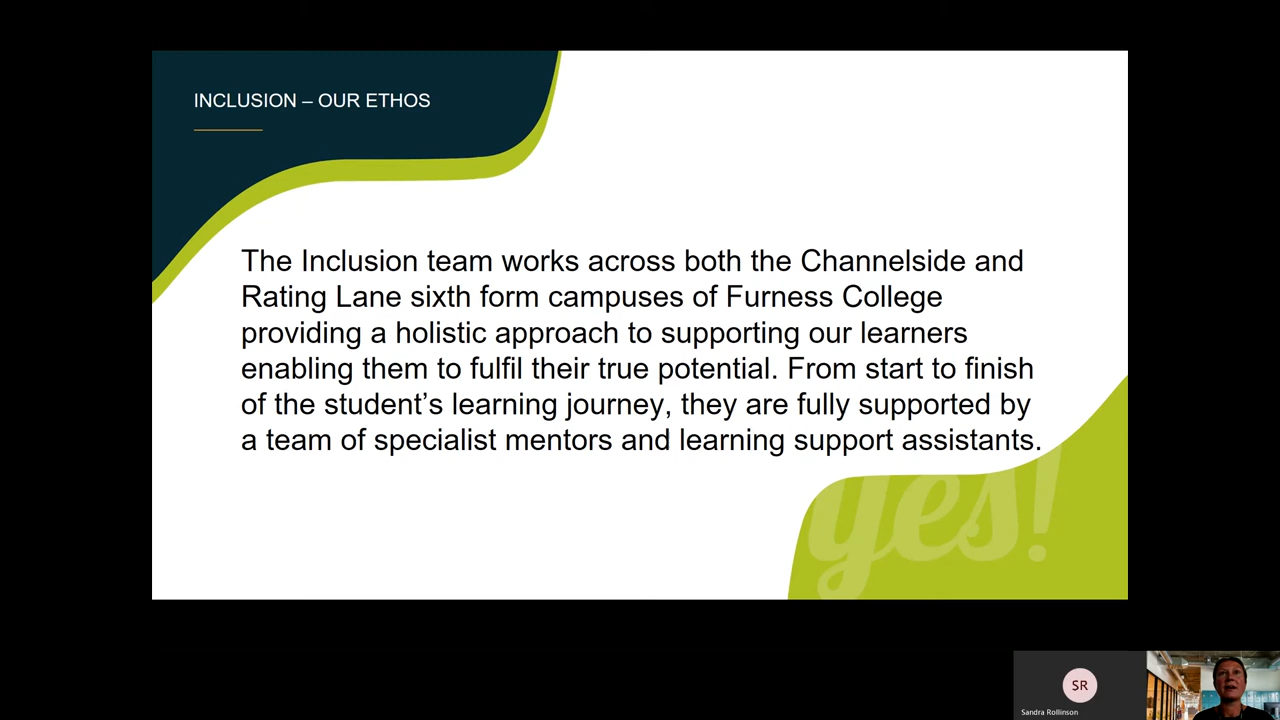 INCLUSION – OUR ETHOS
The Inclusion team works across both the Channelside and
Rating Lane sixth form campuses of Furness College
providing a holistic approach to supporting our learners
enabling them to fulfil their true potential. From start to finish
of the student’s learning journey, they are fully supported by
a team of specialist mentors and learning support assistants.
yes!
SR
Sandra Rollinson